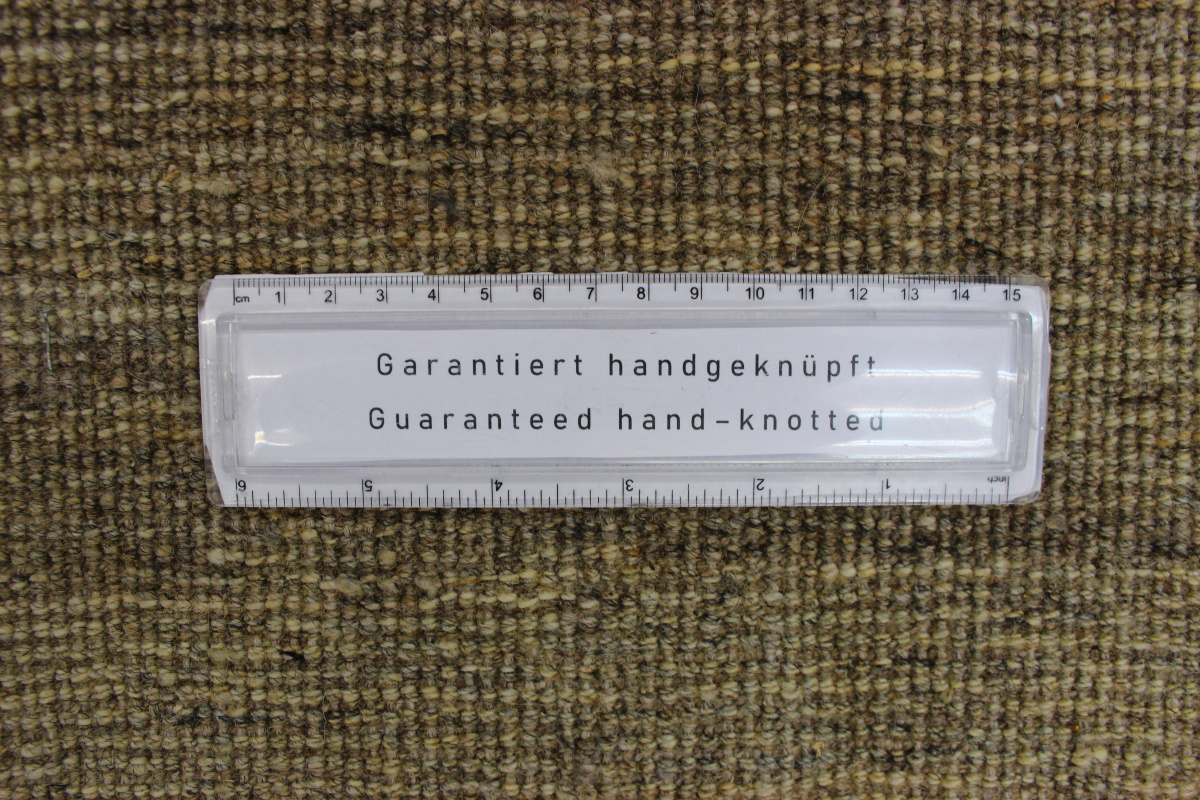 cm 1 2 3 4 5 6 7 8 9 10 11 12 13 14 15
Garantiert handgeknüpft
Guaranteed hand-knotted
6 5 4 3 2 1 inch